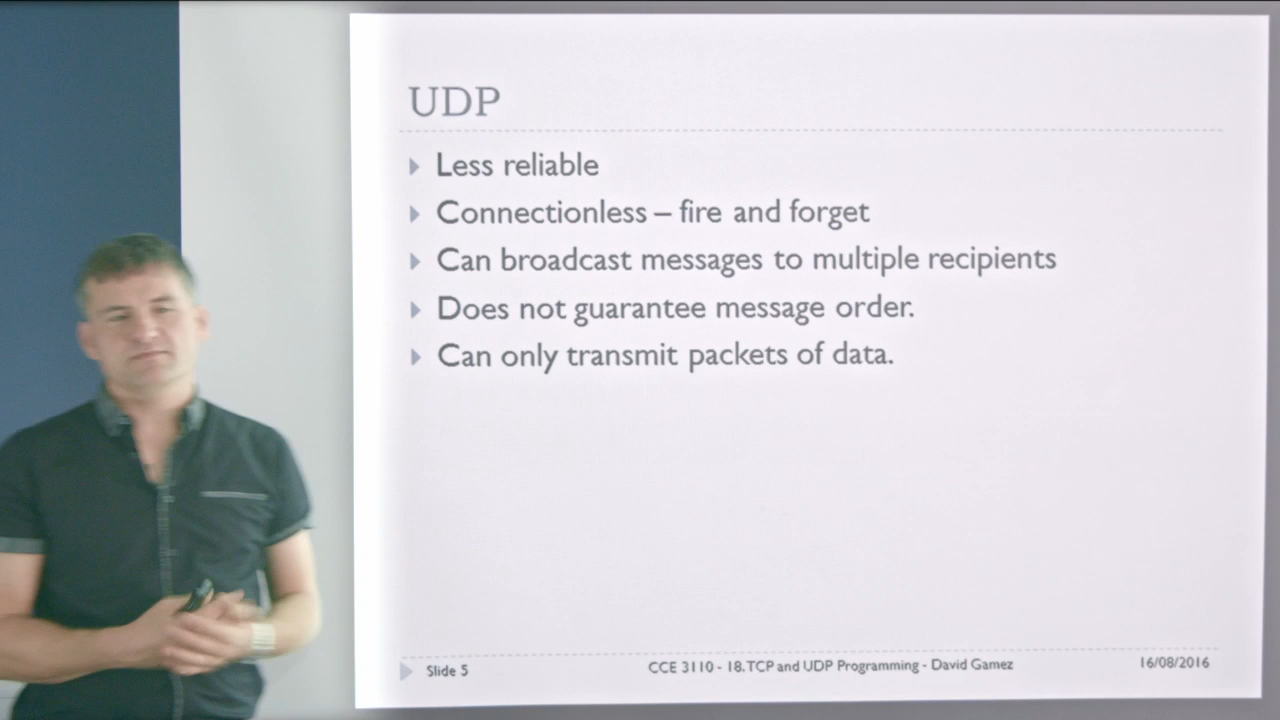 UDP
Less reliable
Connectionless – fire and forget
Can broadcast messages to multiple recipients
Does not guarantee message order.
Can only transmit packets of data.
Slide 5
CCE 3110 - 18. TCP and UDP Programming - David Gamez
16/08/2016